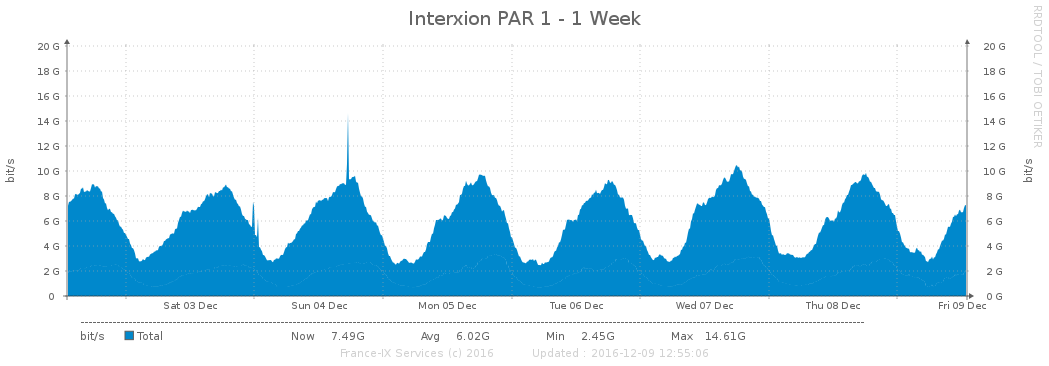 Interxion PAR 1 - 1 Week
RRDTOOL / TOBI OETIKER
bit/s
20 G 20 G
18 G 18 G
16 G 16 G
14 G 14 G
12 G 12 G
10 G 10 G
8 G 8 G
6 G 6 G
4 G 4 G
2 G 2 G
0 0 G
bit/s
Sat 03 Dec Sun 04 Dec Mon 05 Dec Tue 06 Dec Wed 07 Dec Thu 08 Dec Fri 09 Dec
bit/s Total Now 7.49G Avg 6.02G Min 2.45G Max 14.61G
France-IX Services (c) 2016 Updated : 2016-12-09 12:55:06